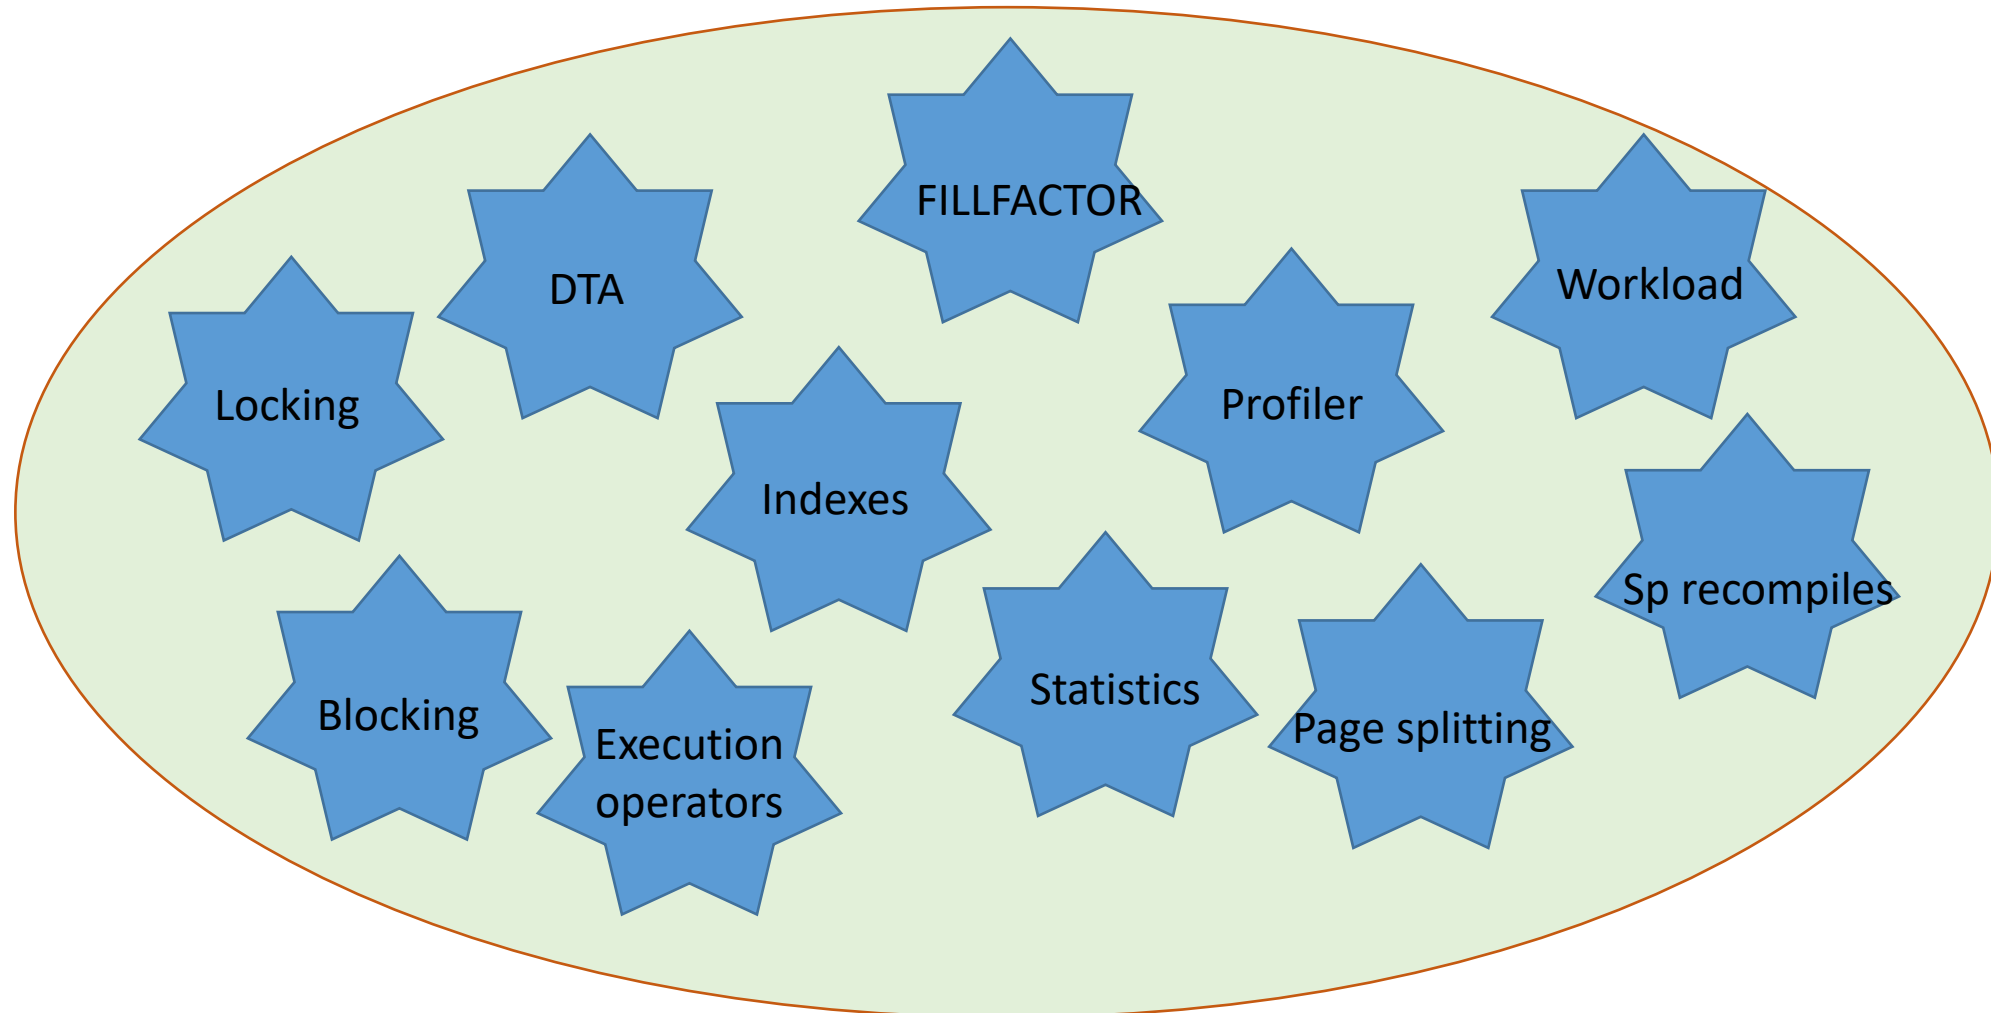 FILLFACTOR
DTA
Workload
Locking
Profiler
Indexes
Sp recompiles
Statistics
Blocking
Page splitting
Execution
operators